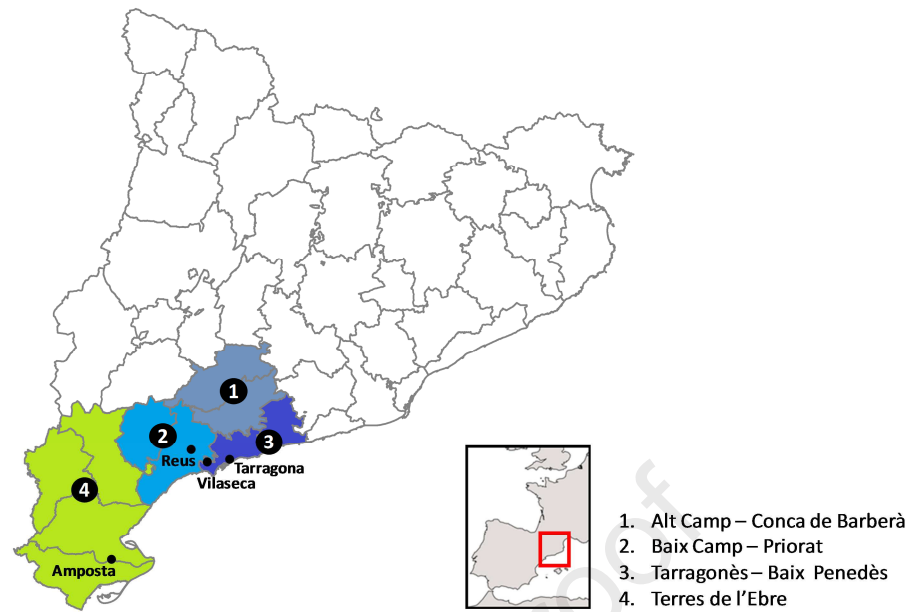 1
2
3
4
Reus
Tarragona
Vilaseca
Amposta
1. Alt Camp – Conca de Barberà
2. Baix Camp – Priorat
3. Tarragonès – Baix Penedès
4. Terres de l’Ebre